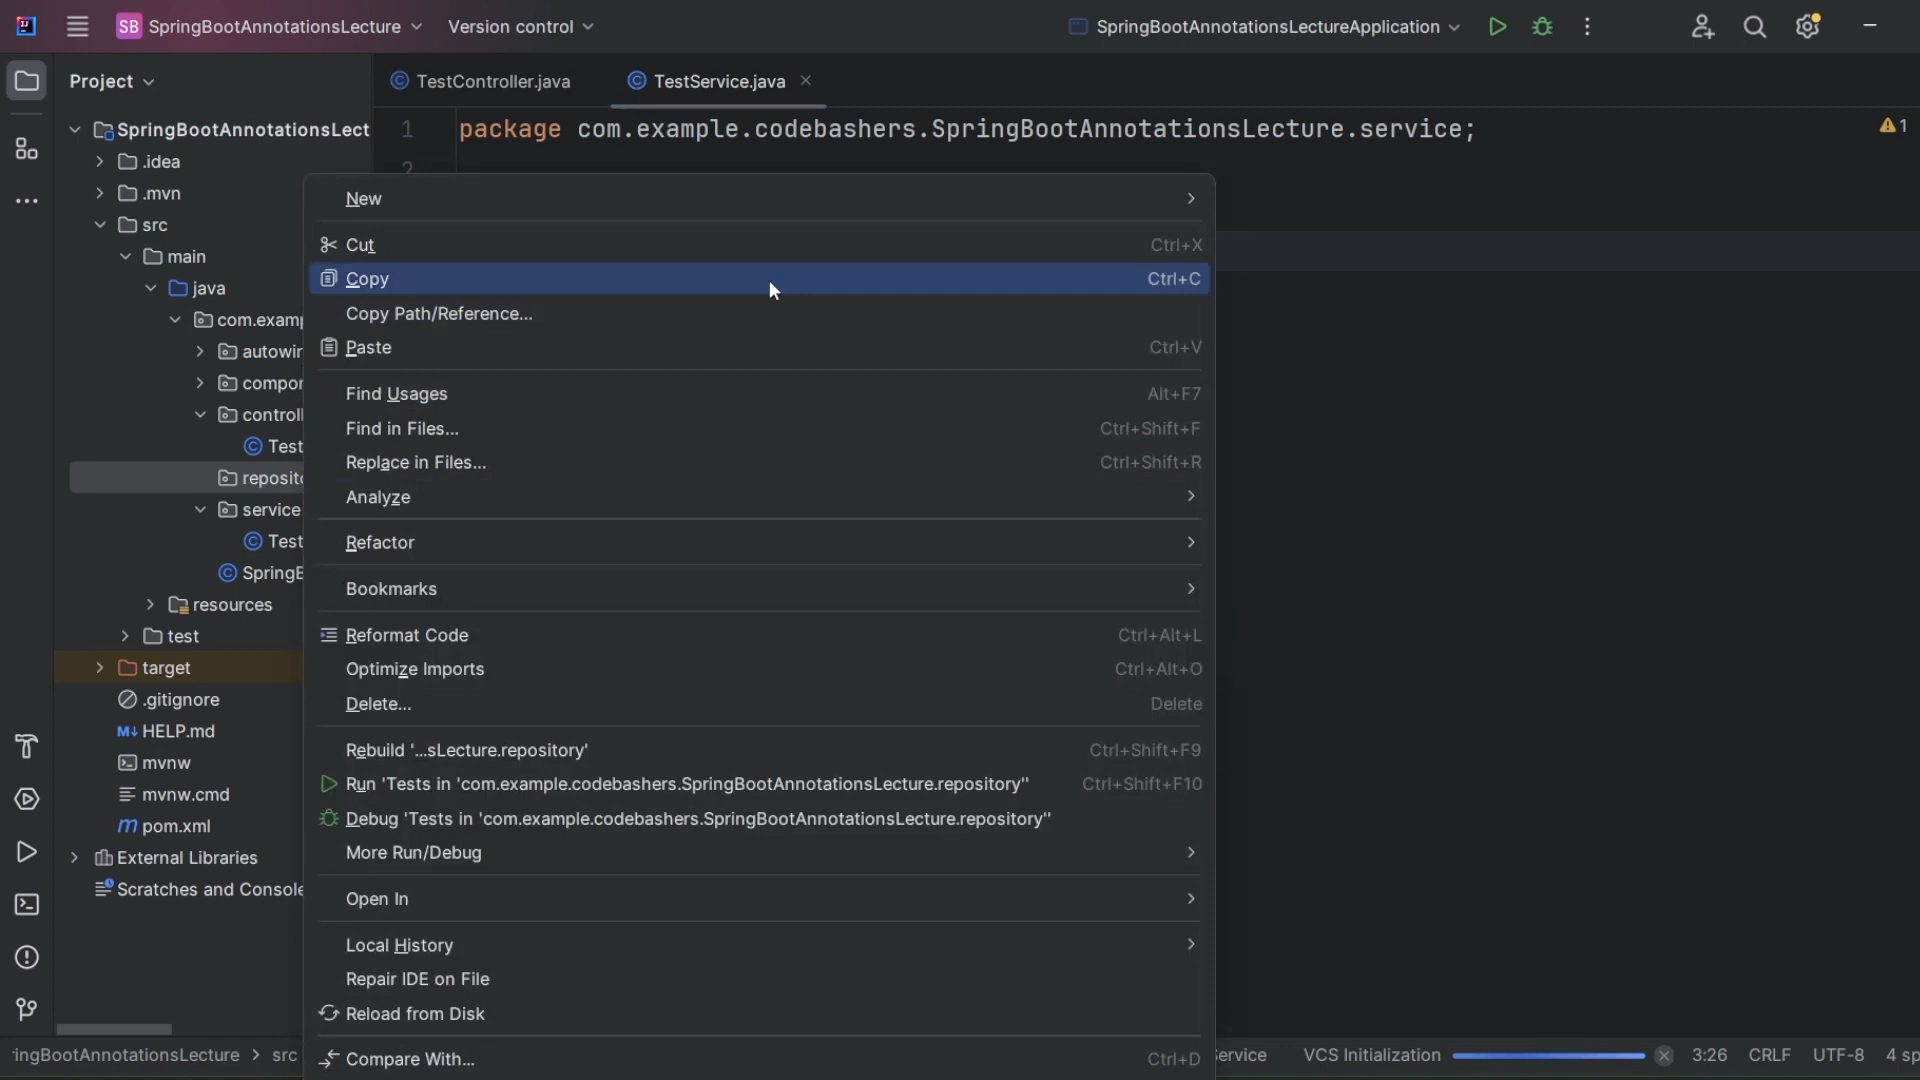 SB SpringBootAnnotationsLecture Version control SpringBootAnnotationsLectureApplication
Project
TestController.java TestService.java
SpringBootAnnotationsLect
.idea
.mvn
src
main
java
com.examp
autowir
compor
controll
Test
reposito
service
Test
SpringB
resources
test
target
.gitignore
M↓ HELP.md
mvnw
mvnw.cmd
m pom.xml
External Libraries
Scratches and Console
1 package com.example.codebashers.SpringBootAnnotationsLecture.service; 1
2
New
Cut Ctrl+X
Copy Ctrl+C
Copy Path/Reference...
Paste Ctrl+V
Find Usages Alt+F7
Find in Files... Ctrl+Shift+F
Replace in Files... Ctrl+Shift+R
Analyze
Refactor
Bookmarks
Reformat Code Ctrl+Alt+L
Optimize Imports Ctrl+Alt+O
Delete... Delete
Rebuild '...sLecture.repository' Ctrl+Shift+F9
Run 'Tests in 'com.example.codebashers.SpringBootAnnotationsLecture.repository'' Ctrl+Shift+F10
Debug 'Tests in 'com.example.codebashers.SpringBootAnnotationsLecture.repository''
More Run/Debug
Open In
Local History
Repair IDE on File
Reload from Disk
Compare With... Ctrl+D
ingBootAnnotationsLecture > src ervice VCS Initialization 3:26 CRLF UTF-8 4 sp